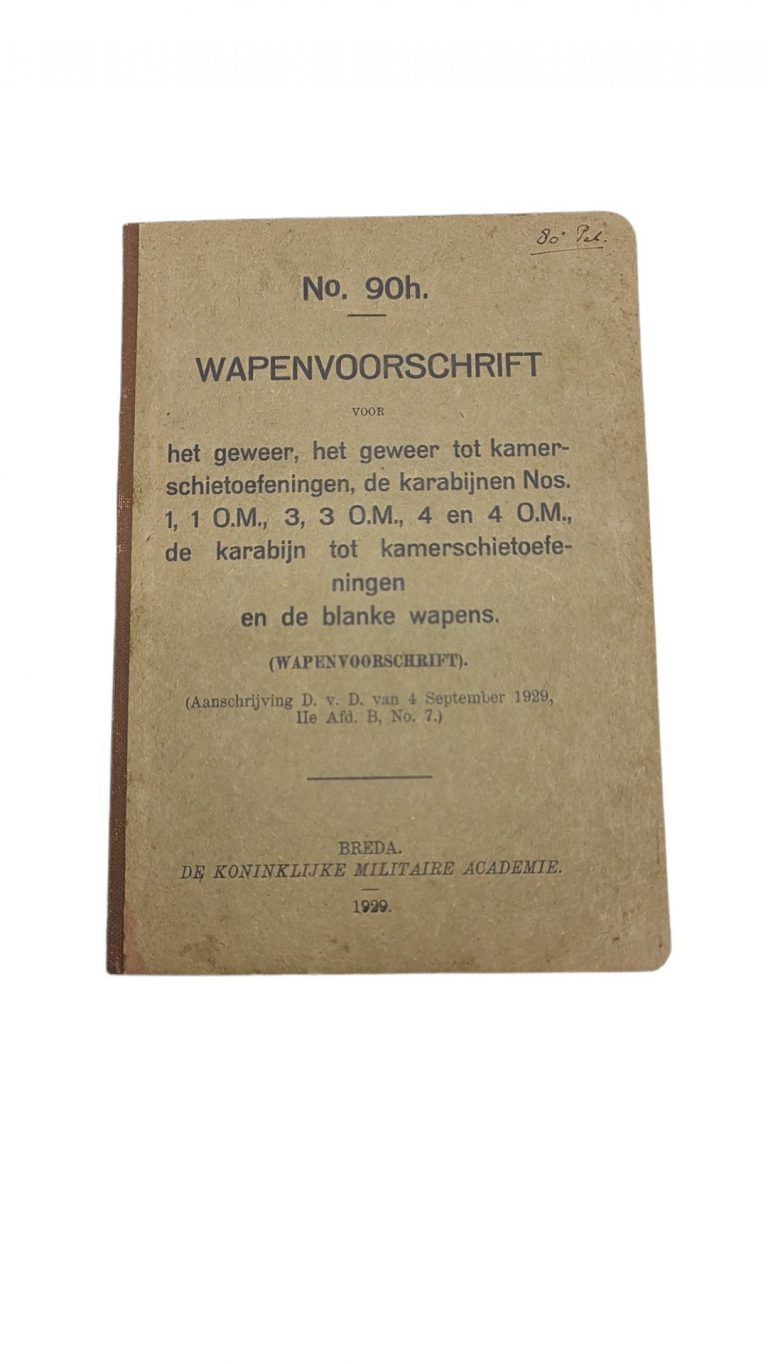 No. 90h.
WAPENVOORSCHRIFT
VOOR
het geweer, het geweer tot kamer-
schietoefeningen, de karabijnen Nos.
1, 1 O.M., 3, 3 O.M., 4 en 4 O.M.,
de karabijn tot kamerschietoefe-
ningen
en de blanke wapens.
(WAPENVOORSCHRIFT).
(Aanschrijving D. v. D. van 4 September 1929,
IIe Afd. B, No. 7.)
BREDA.
DE KONINKLIJKE MILITAIRE ACADEMIE.
1929.